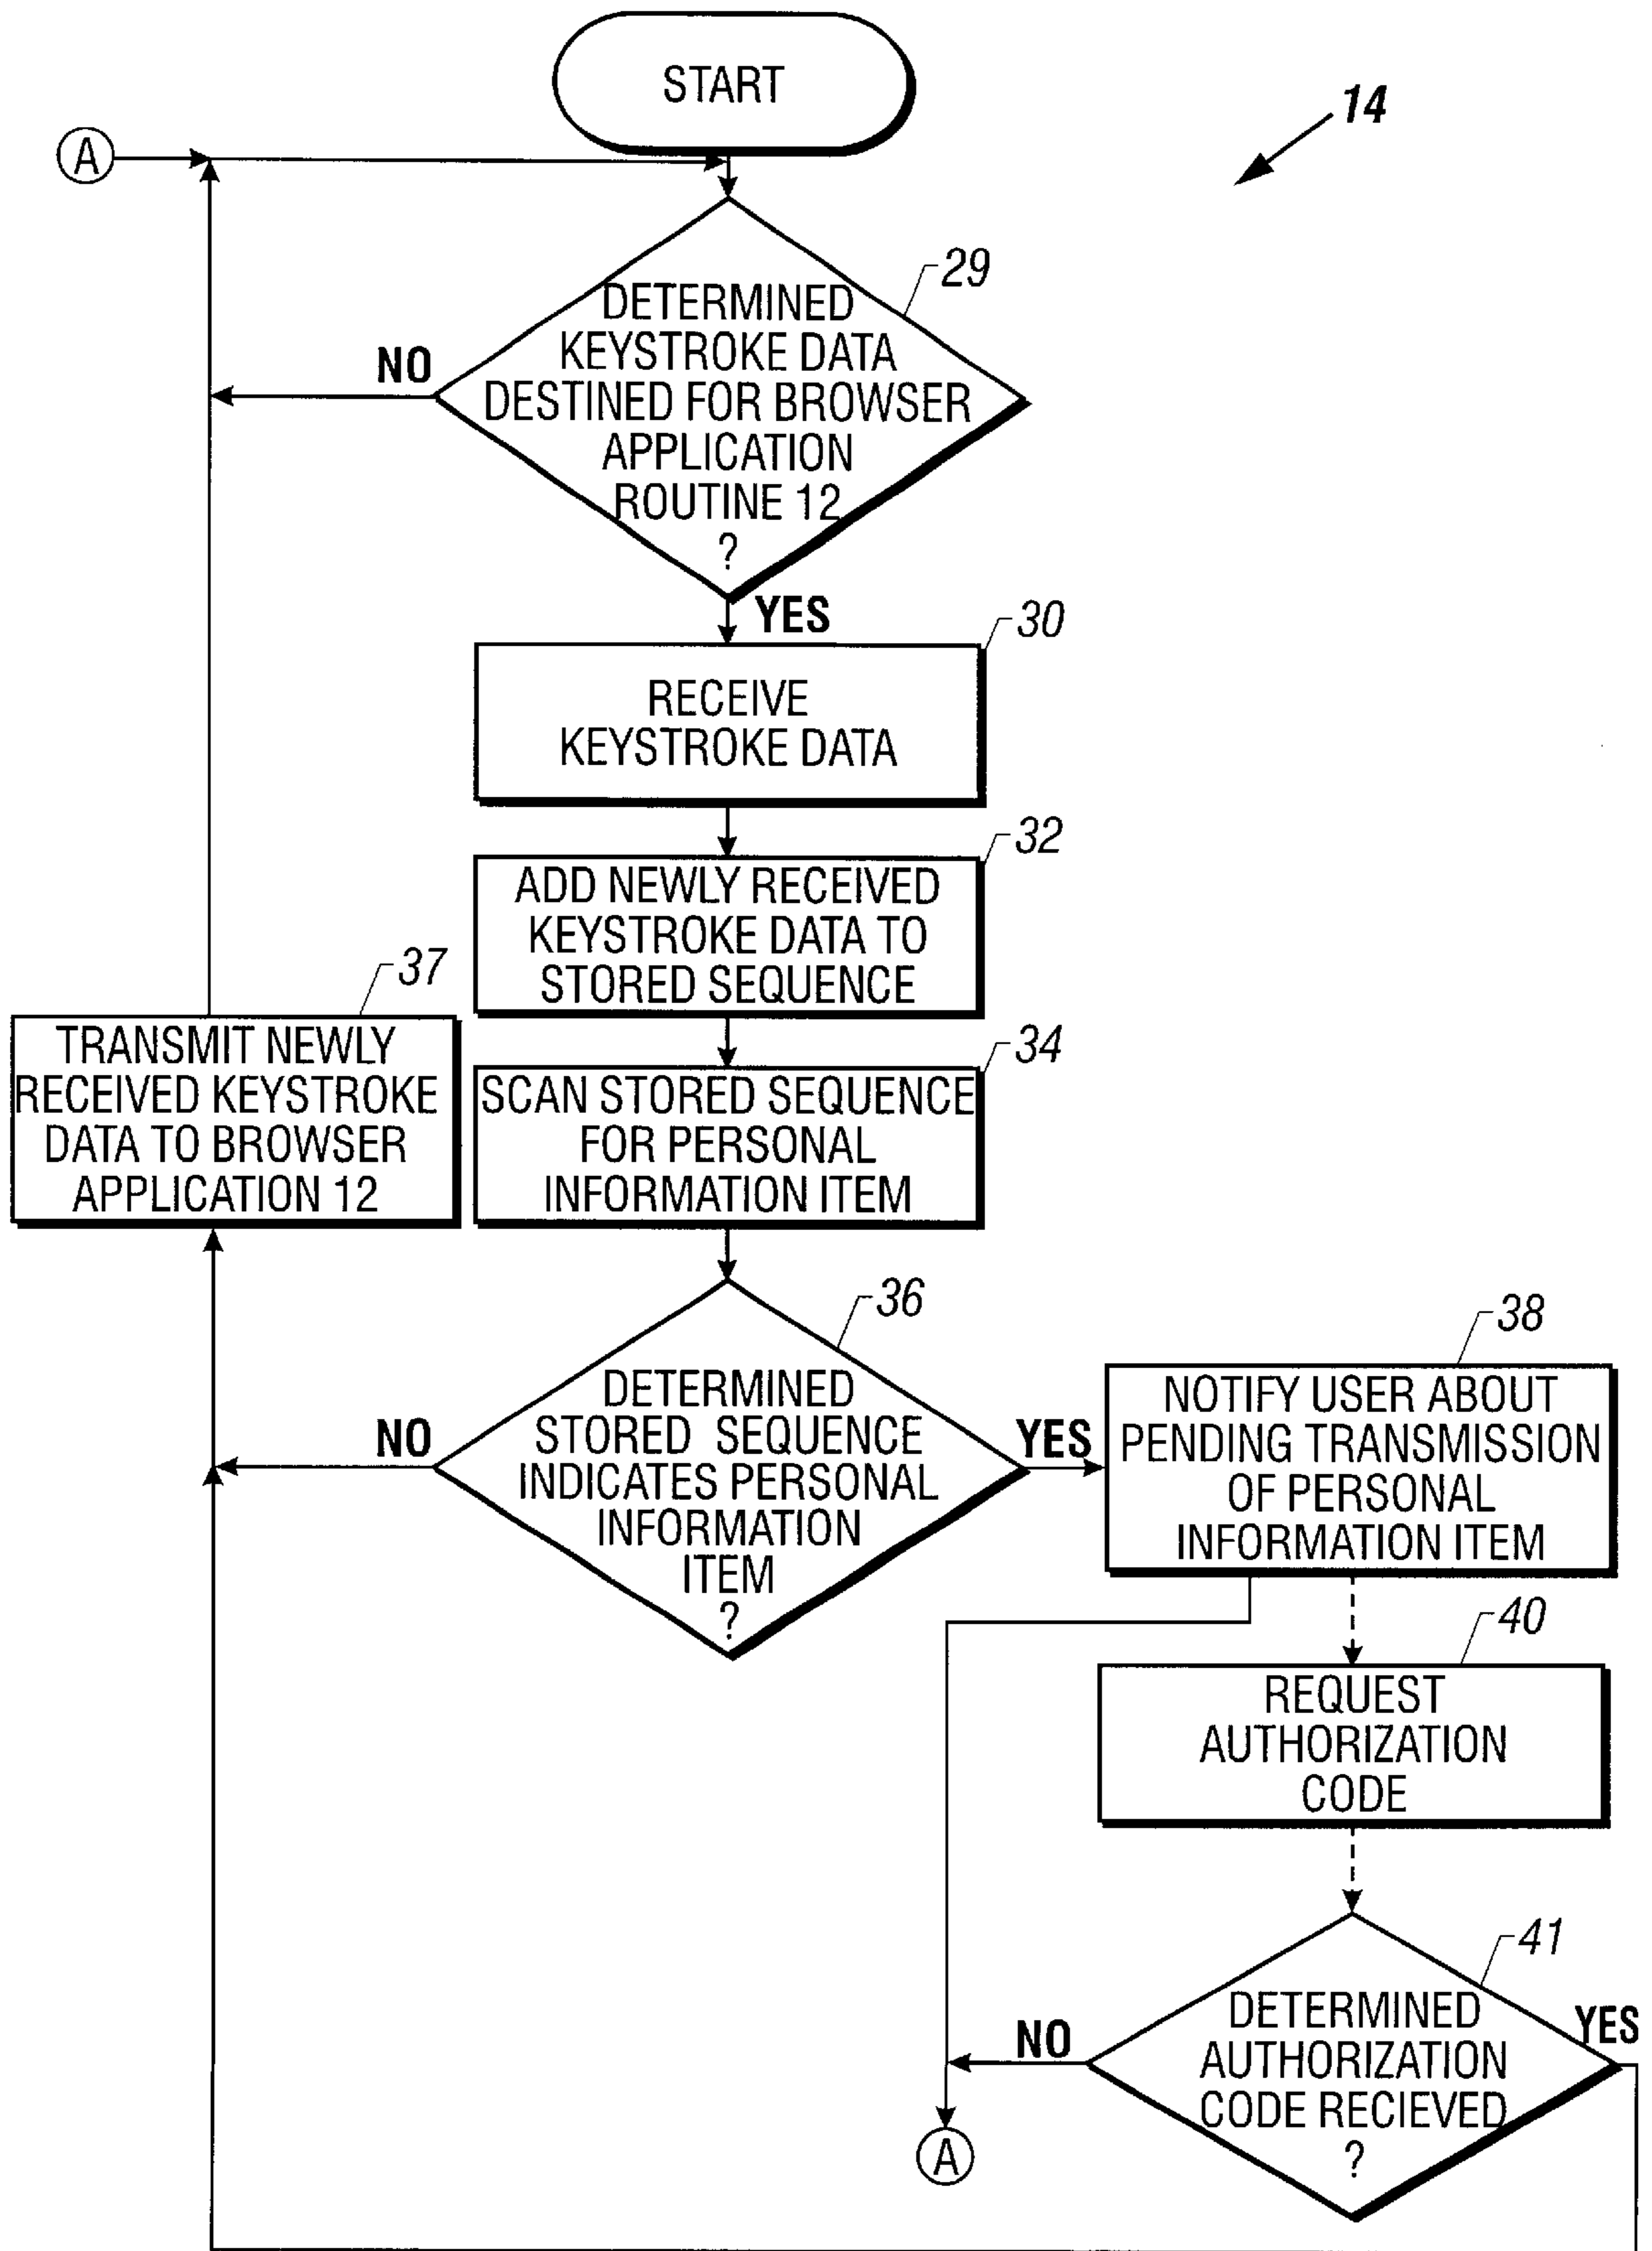 START
14
A
29
DETERMINED
KEYSTROKE DATA
DESTINED FOR BROWSER
APPLICATION
ROUTINE 12
?
NO
YES
30
RECEIVE
KEYSTROKE DATA
32
ADD NEWLY RECEIVED
KEYSTROKE DATA TO
STORED SEQUENCE
37
TRANSMIT NEWLY
RECEIVED KEYSTROKE
DATA TO BROWSER
APPLICATION 12
34
SCAN STORED SEQUENCE
FOR PERSONAL
INFORMATION ITEM
36
DETERMINED
STORED SEQUENCE
INDICATES PERSONAL
INFORMATION
ITEM
?
NO
YES
38
NOTIFY USER ABOUT
PENDING TRANSMISSION
OF PERSONAL
INFORMATION ITEM
40
REQUEST
AUTHORIZATION
CODE
41
DETERMINED
AUTHORIZATION
CODE RECIEVED
?
NO
YES
A